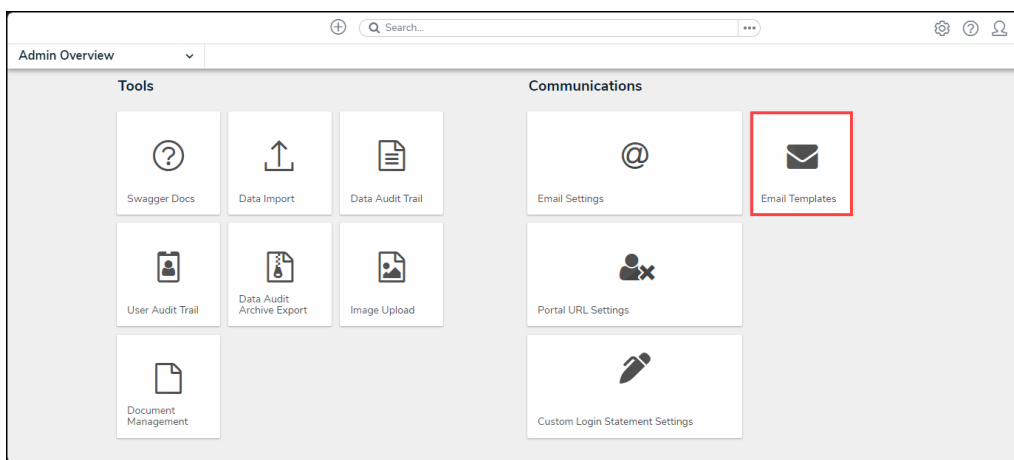 Search...
Admin Overview
Tools
Communications
Swagger Docs
Data Import
Data Audit Trail
Email Settings
Email Templates
User Audit Trail
Data Audit
Archive Export
Image Upload
Portal URL Settings
Document
Management
Custom Login Statement Settings